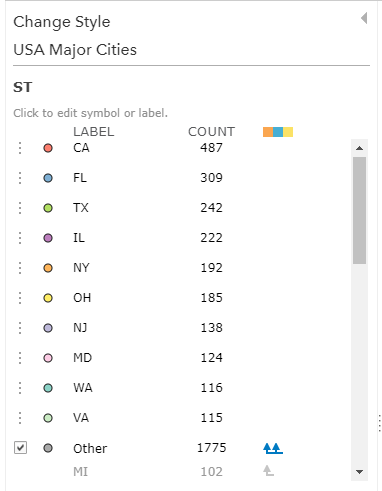 Change Style
USA Major Cities
ST
Click to edit symbol or label.
LABEL COUNT
CA 487
FL 309
TX 242
IL 222
NY 192
OH 185
NJ 138
MD 124
WA 116
VA 115
Other 1775
MI 102